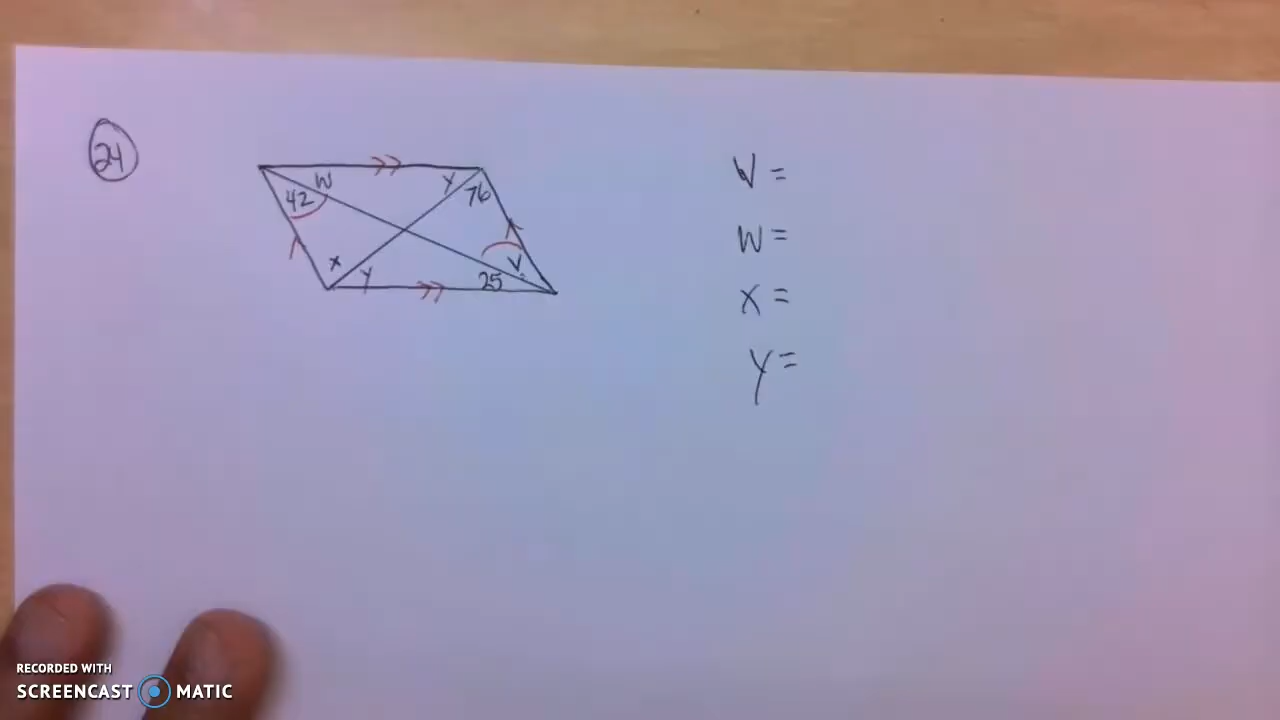 24
W
Y
42
76
X
Y
25
V
V =
W =
X =
Y =
RECORDED WITH
SCREENCAST MATIC